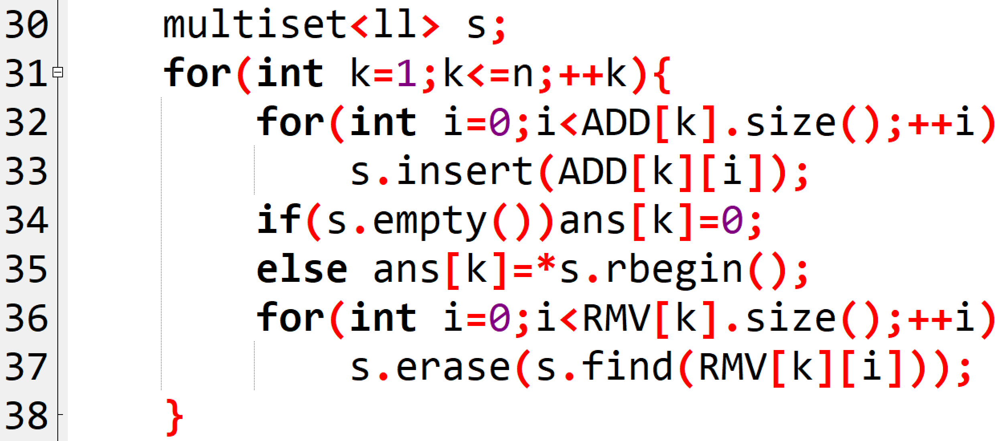 30 multiset<ll> s;
31 for(int k=1;k<=n;++k){
32 for(int i=0;i<ADD[k].size();++i)
33 s.insert(ADD[k][i]);
34 if(s.empty())ans[k]=0;
35 else ans[k]=*s.rbegin();
36 for(int i=0;i<RMV[k].size();++i)
37 s.erase(s.find(RMV[k][i]));
38 }